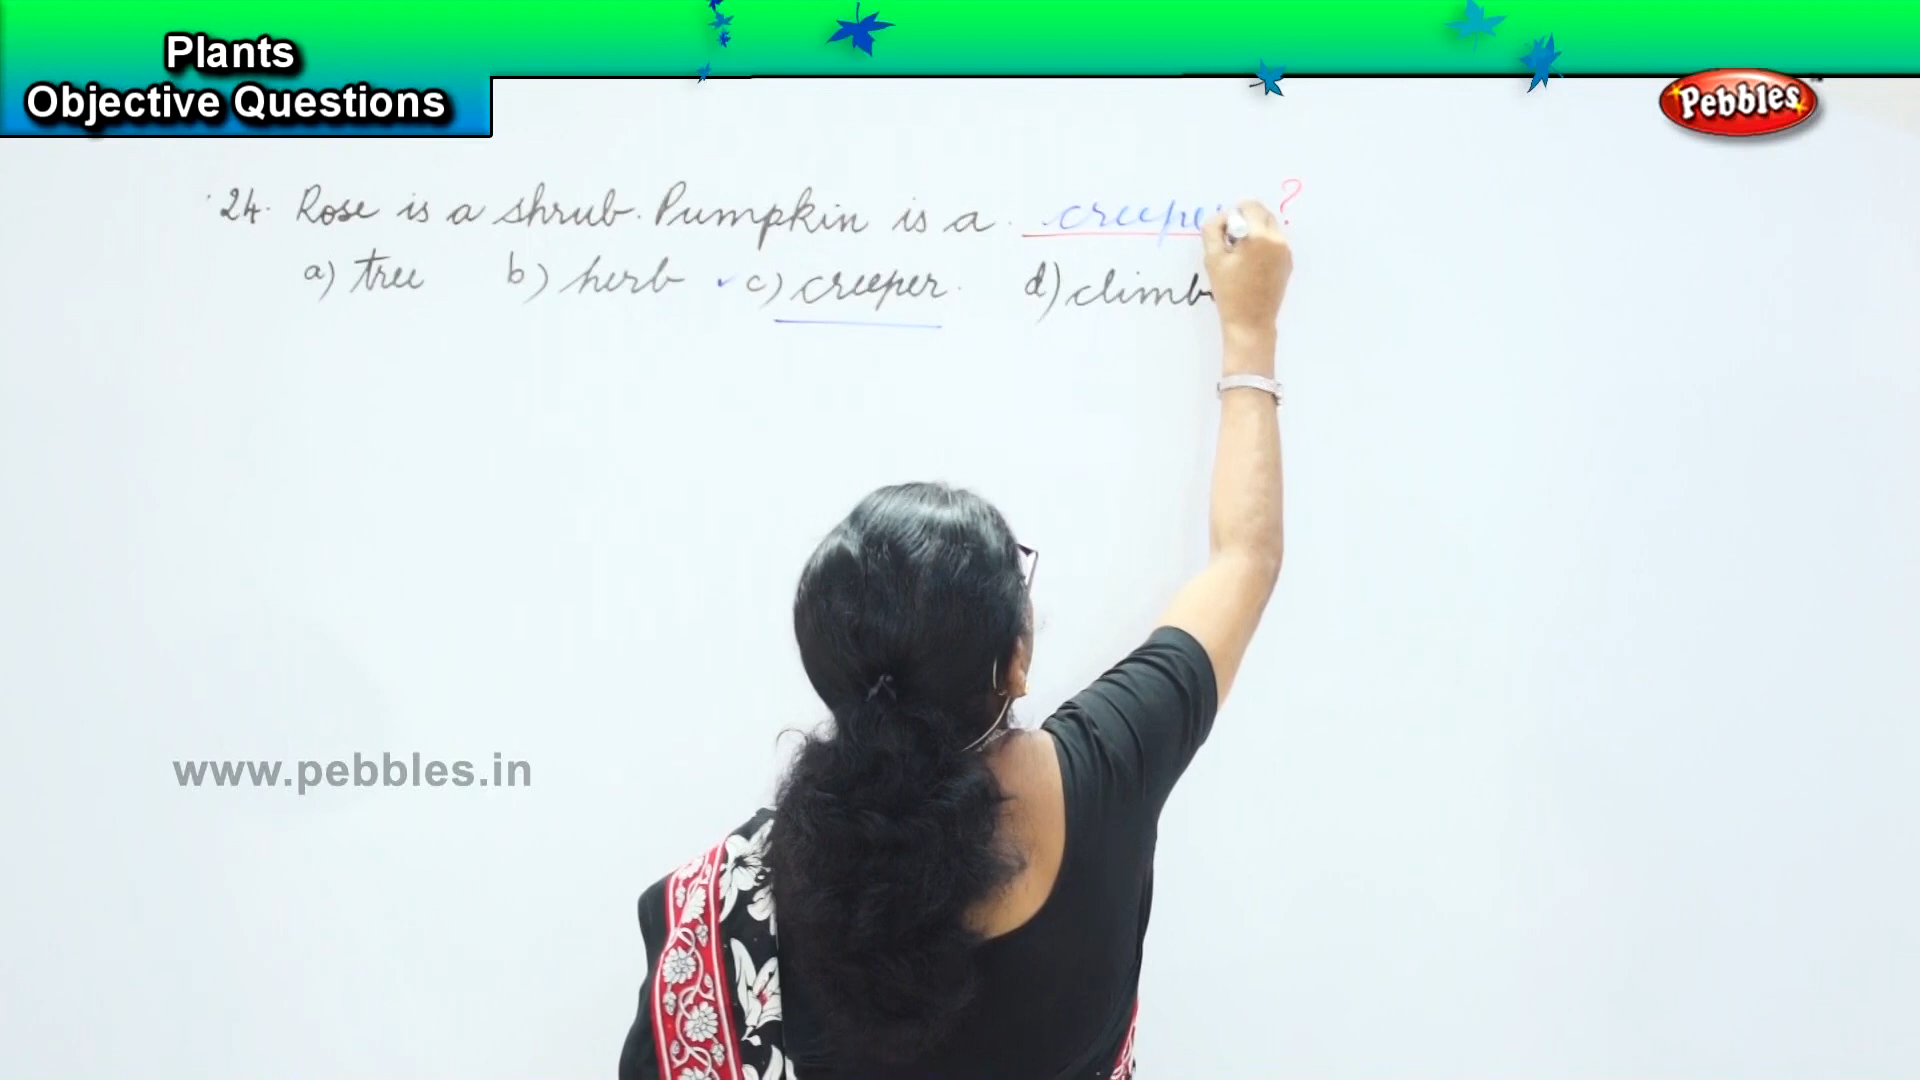 Plants
Objective Questions
Pebbles
24. Rose is a shrub. Pumpkin is a creeper ?
a) tree b) herb c) creeper. d) climb
www.pebbles.in